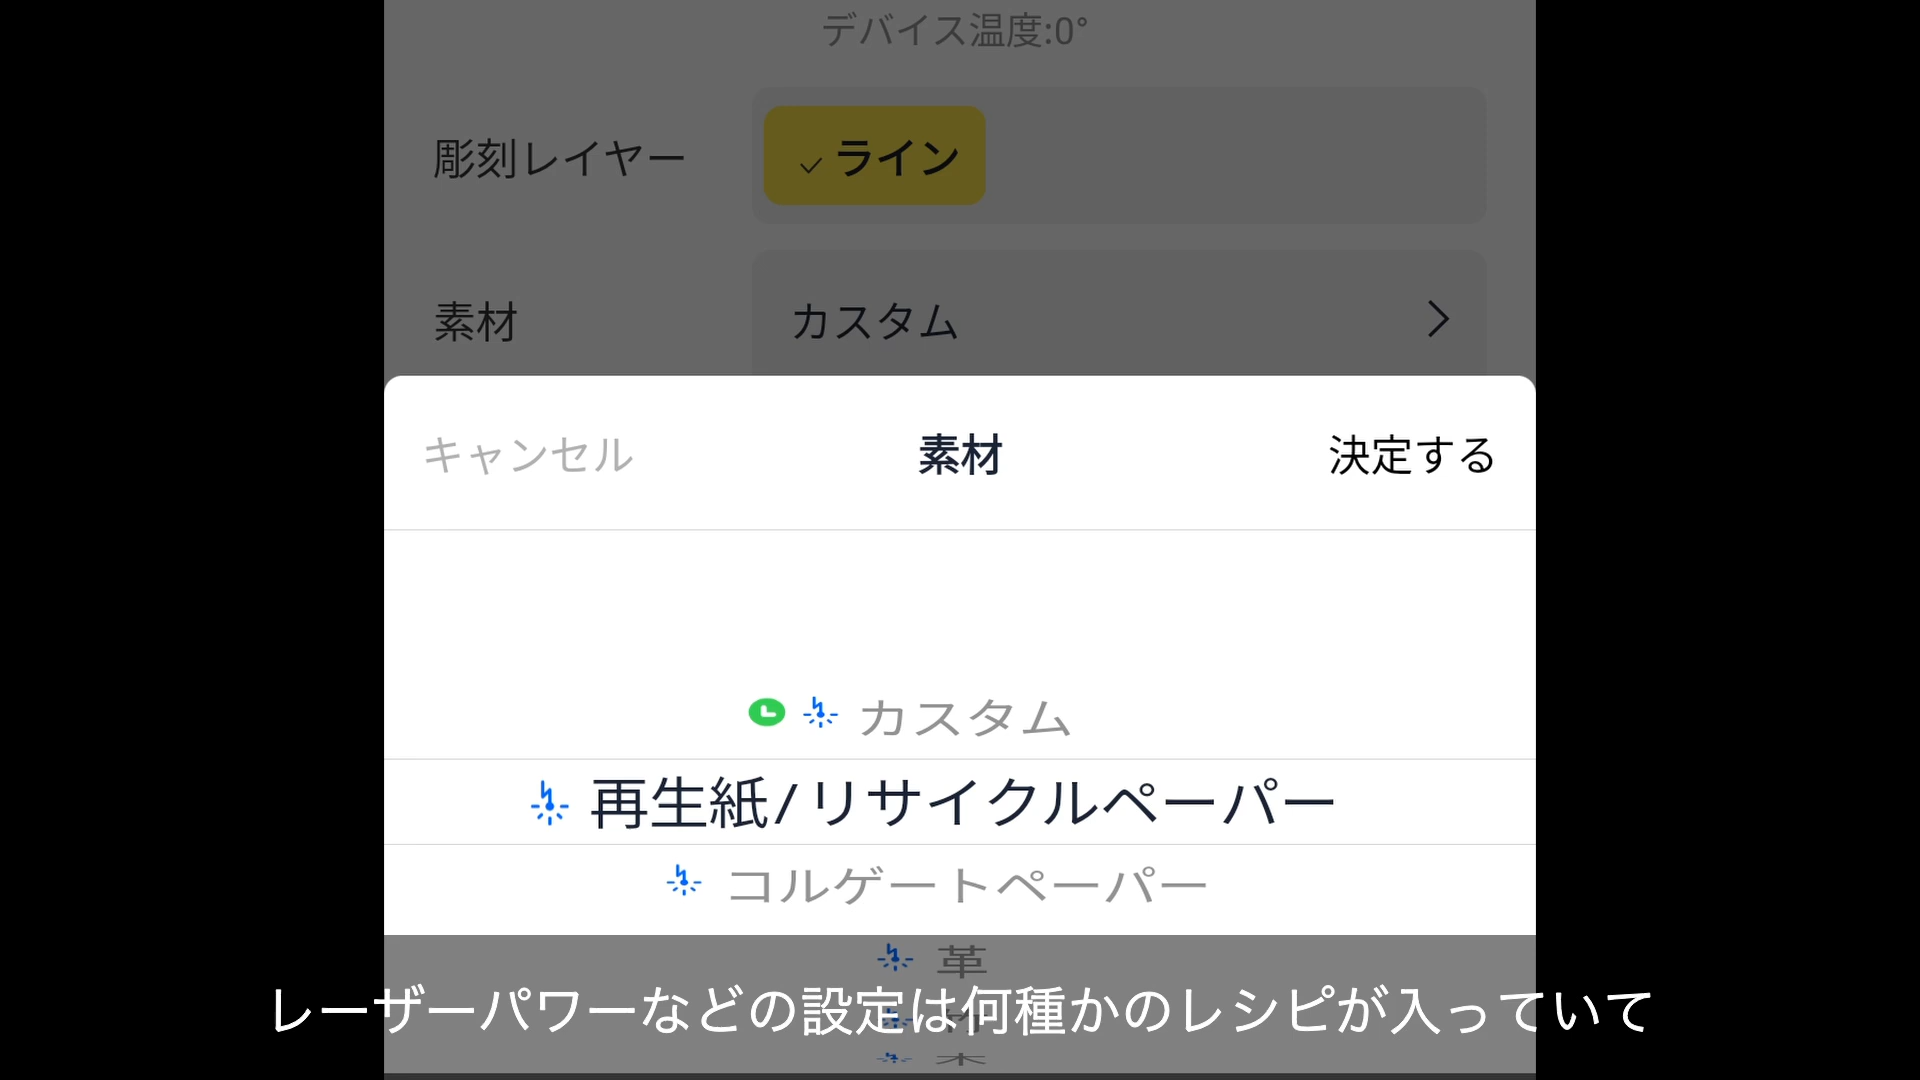 デバイス温度:0°
彫刻レイヤー
ライン
素材
カスタム
キャンセル
素材
決定する
カスタム
再生紙/リサイクルペーパー
コルゲートペーパー
革
レーザーパワーなどの設定は何種かのレシピが入っていて